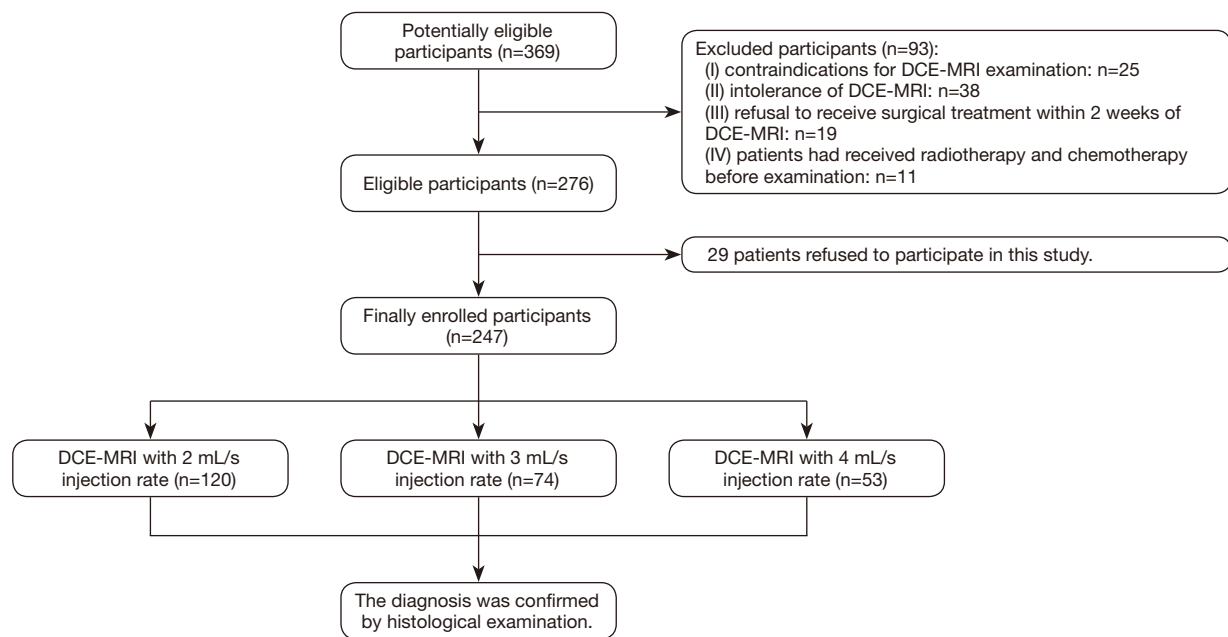 Potentially eligible
participants (n=369)
Excluded participants (n=93):
(I) contraindications for DCE-MRI examination: n=25
(II) intolerance of DCE-MRI: n=38
(III) refusal to receive surgical treatment within 2 weeks of
DCE-MRI: n=19
(IV) patients had received radiotherapy and chemotherapy
before examination: n=11
Eligible participants (n=276)
29 patients refused to participate in this study.
Finally enrolled participants
(n=247)
DCE-MRI with 2 mL/s
injection rate (n=120)
DCE-MRI with 3 mL/s
injection rate (n=74)
DCE-MRI with 4 mL/s
injection rate (n=53)
The diagnosis was confirmed
by histological examination.